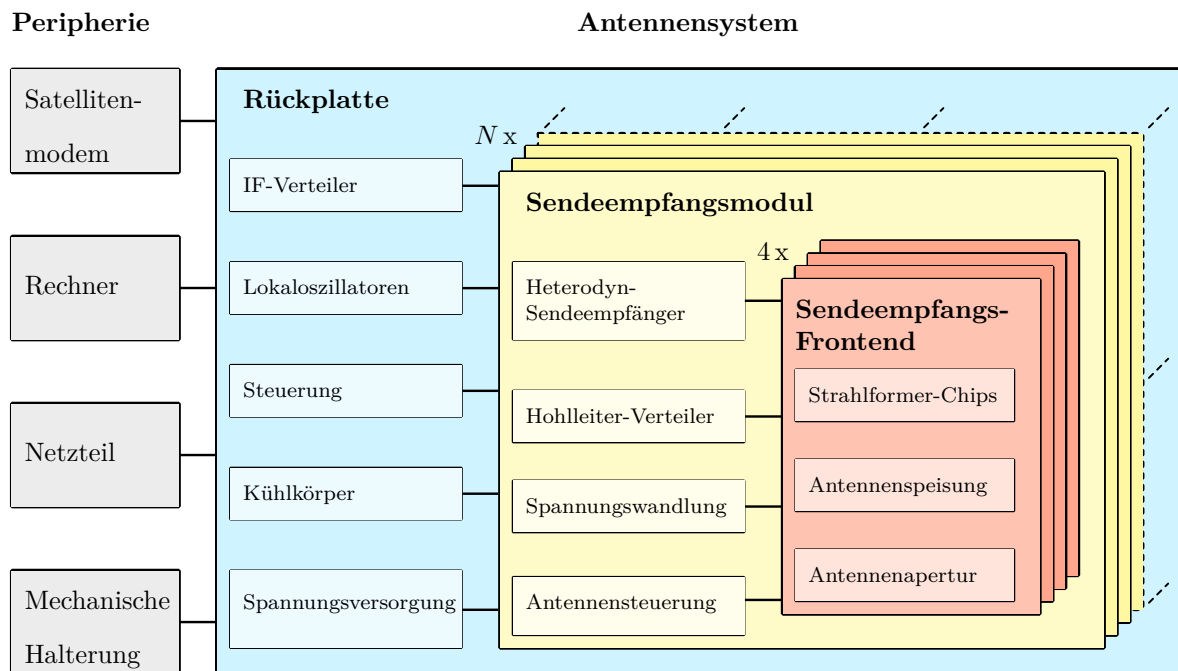 Peripherie
Antennensystem
Satelliten-
modem
Rechner
Netzteil
Mechanische
Halterung
Rückplatte
IF-Verteiler
Lokaloszillatoren
Steuerung
Kühlkörper
Spannungsversorgung
N x
Sendeempfangsmodul
Heterodyn-
Sendeempfänger
Hohlleiter-Verteiler
Spannungswandlung
Antennensteuerung
4 x
Sendeempfangs-
Frontend
Strahlformer-Chips
Antennenspeisung
Antennenapertur